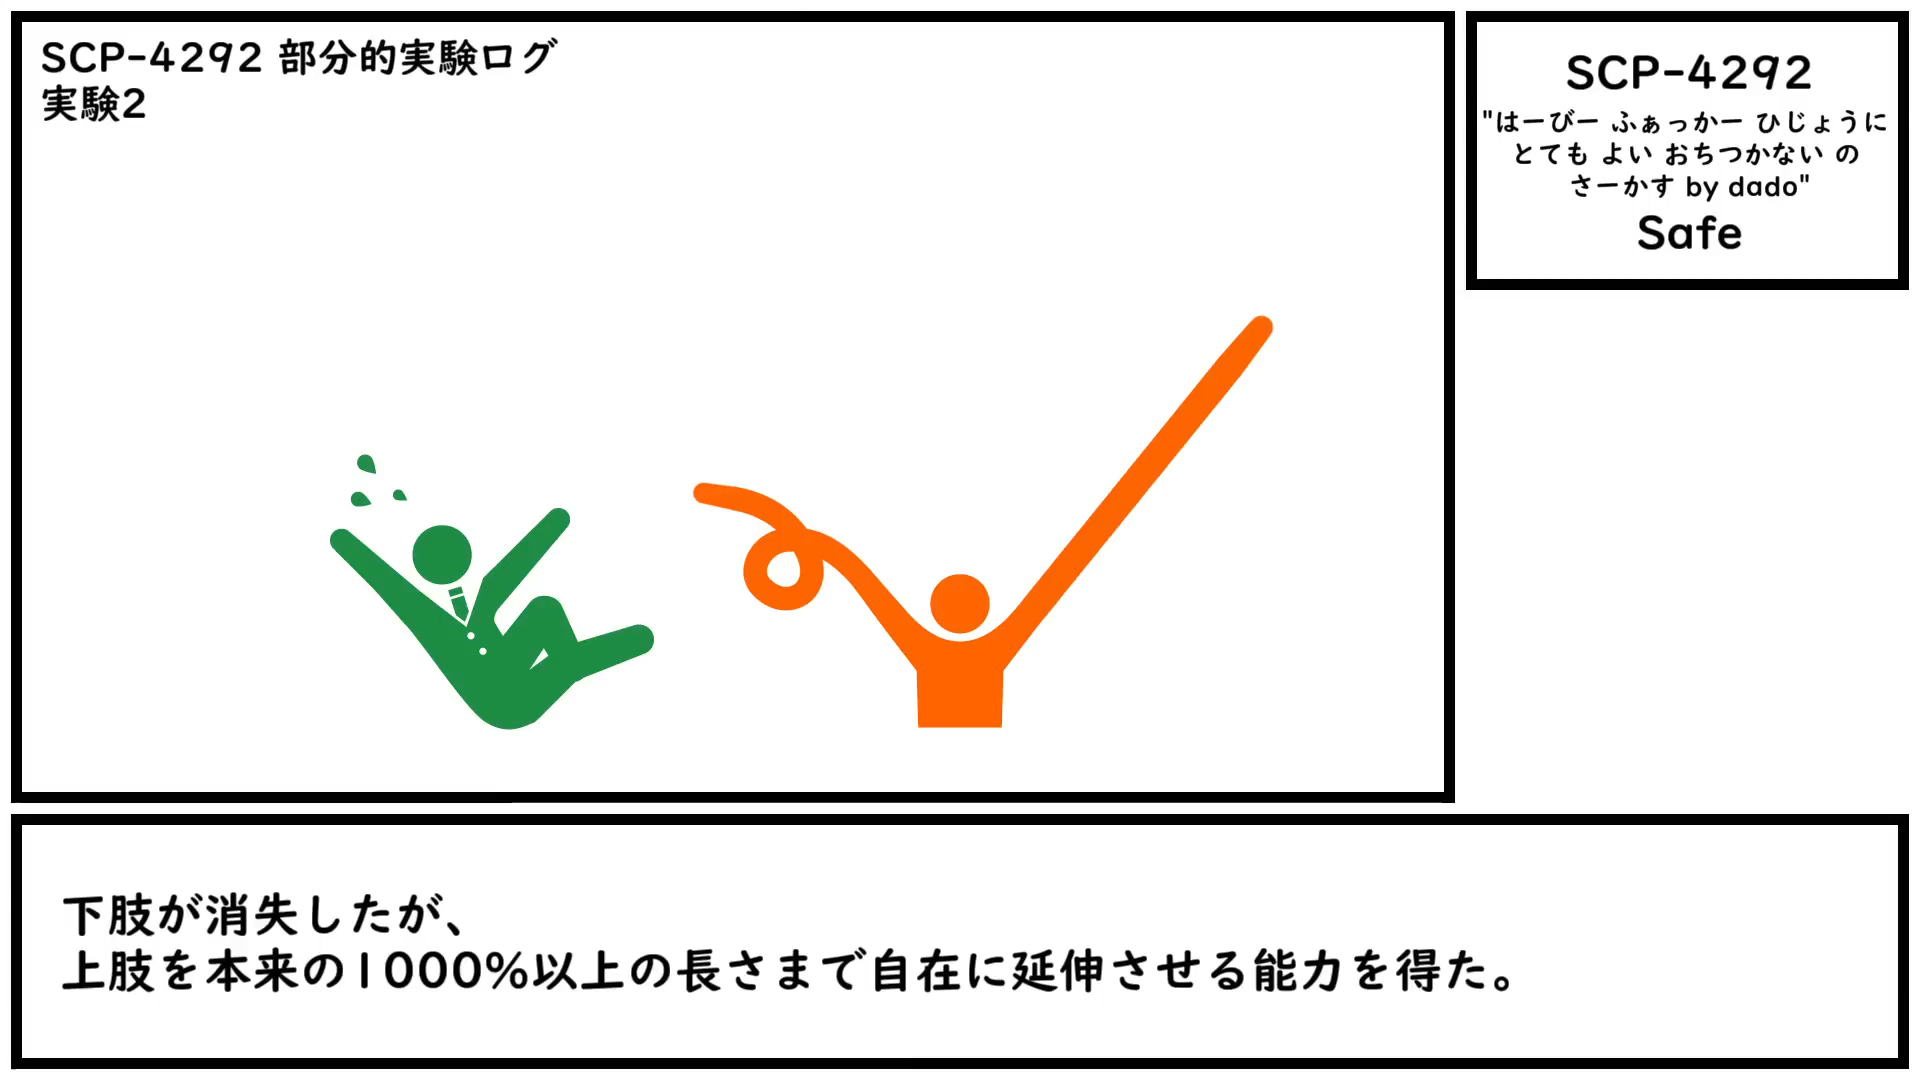 SCP-4292 部分的実験ログ
実験2
SCP-4292
"はーびー ふぁっかー ひじょうに
とても よい おちつかない の
さーかす by dado"
Safe
下肢が消失したが、
上肢を本来の1000%以上の長さまで自在に延伸させる能力を得た。